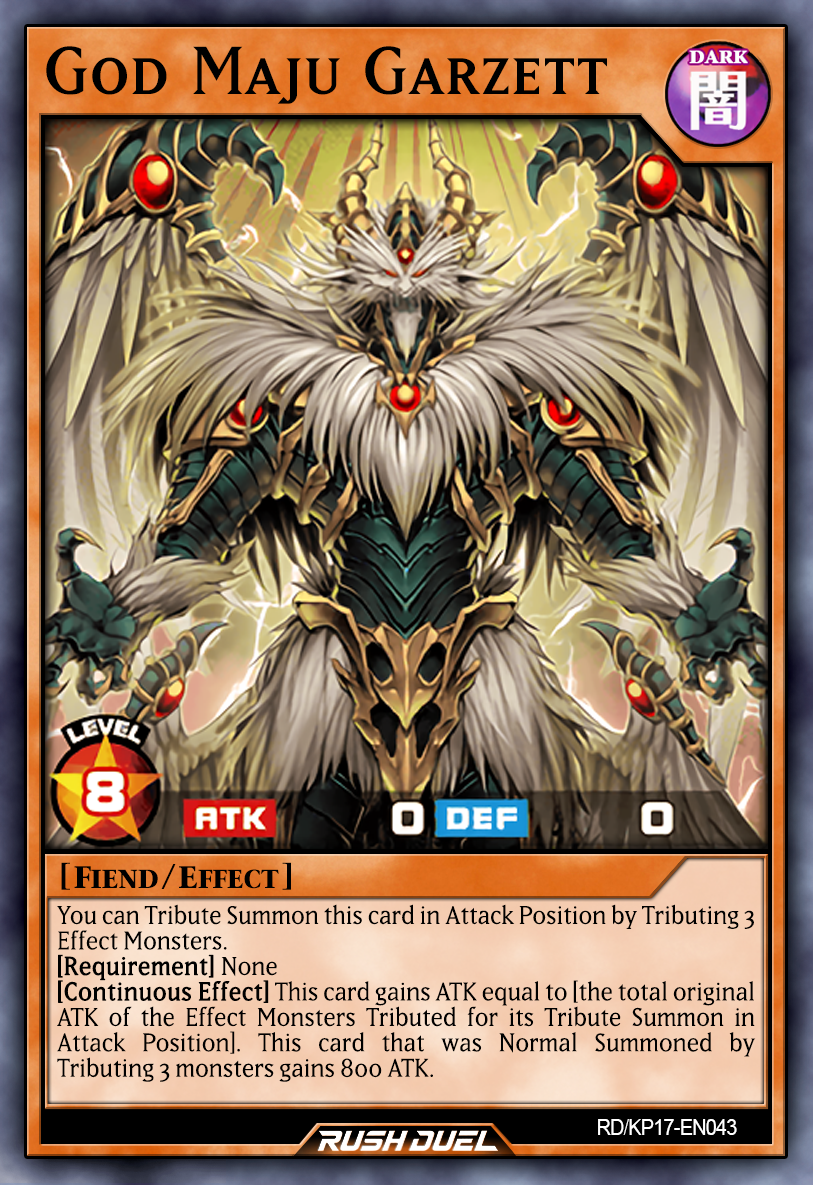 God Maju Garzett
DARK
闇
LEVEL
8
ATK 0 DEF 0
[Fiend/Effect]
You can Tribute Summon this card in Attack Position by Tributing 3
Effect Monsters.
[Requirement] None
[Continuous Effect] This card gains ATK equal to [the total original
ATK of the Effect Monsters Tributed for its Tribute Summon in
Attack Position]. This card that was Normal Summoned by
Tributing 3 monsters gains 800 ATK.
RD/KP17-EN043
RUSH DUEL